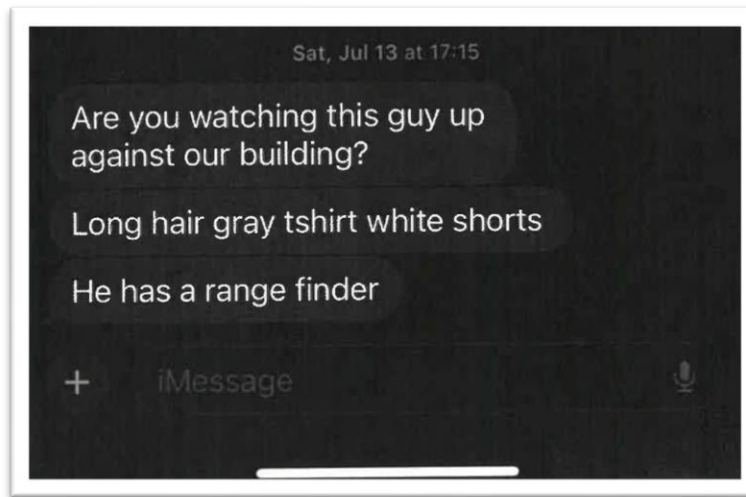 Sat, Jul 13 at 17:15
Are you watching this guy up
against our building?
Long hair gray tshirt white shorts
He has a range finder
iMessage